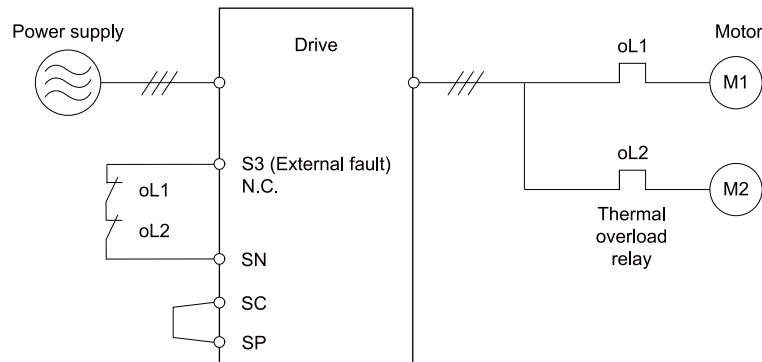 Power supply
Drive
oL1
Motor
M1
S3 (External fault)
N.C.
oL1
oL2
oL2
M2
Thermal
overload
relay
SN
SC
SP